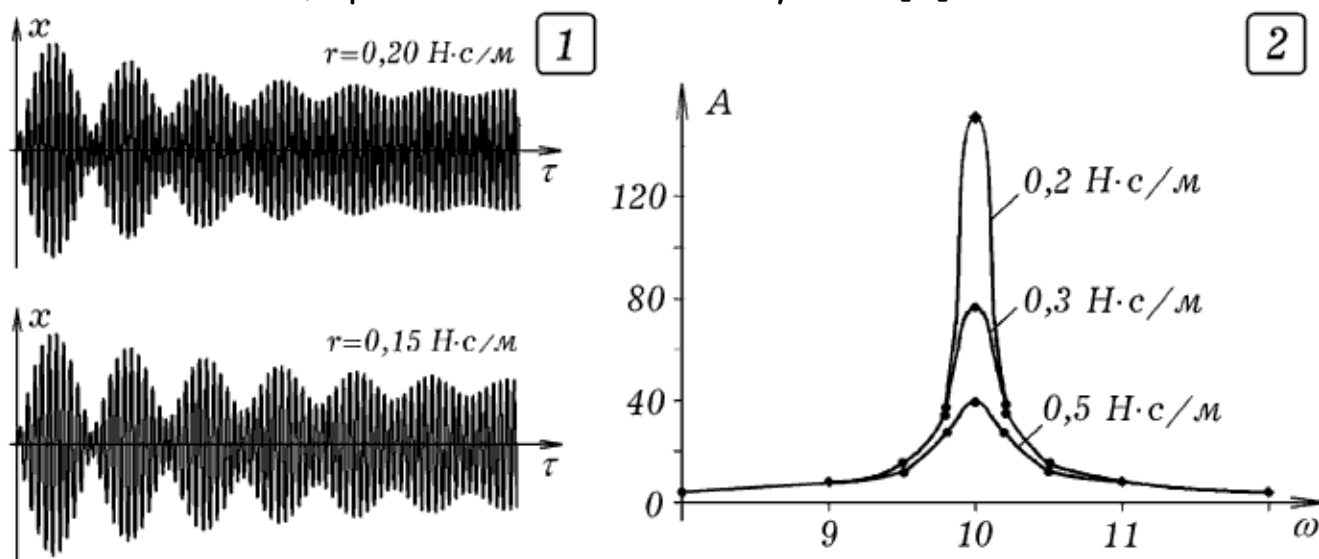 x
r=0,20 Н·с/м
1
τ
x
r=0,15 Н·с/м
τ
2
A
120
80
40
0
0,2 Н·с/м
0,3 Н·с/м
0,5 Н·с/м
9
10
11
ω